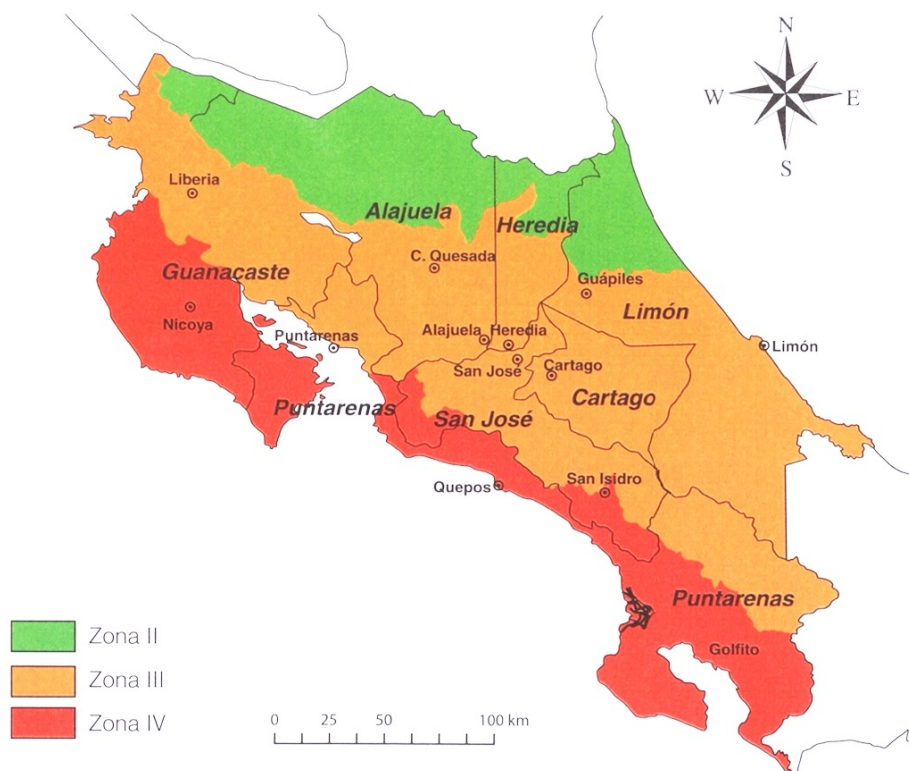 N
W E
S
Liberia
Alajuela
Heredia
C. Quesada
Guanacaste
Guápiles
Nicoya
Limón
Puntarenas
Alajuela Heredia
Limón
San José
Cartago
Cartago
Puntarenas
San José
San Isidro
Quepos
Puntarenas
Golfito
Zona II
Zona III
Zona IV
0 25 50 100 km